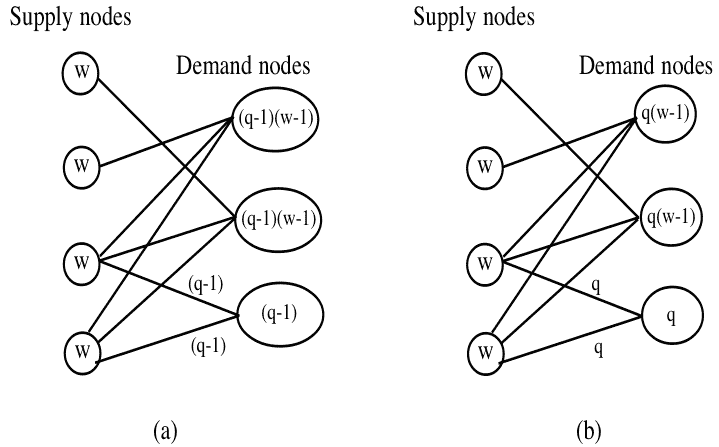 Supply nodes
Demand nodes
w
(q-1)(w-1)
w
(q-1)(w-1)
w
(q-1)
(q-1)
w
(q-1)
(a)
Supply nodes
Demand nodes
w
q(w-1)
w
q(w-1)
w
q
q
w
q
(b)